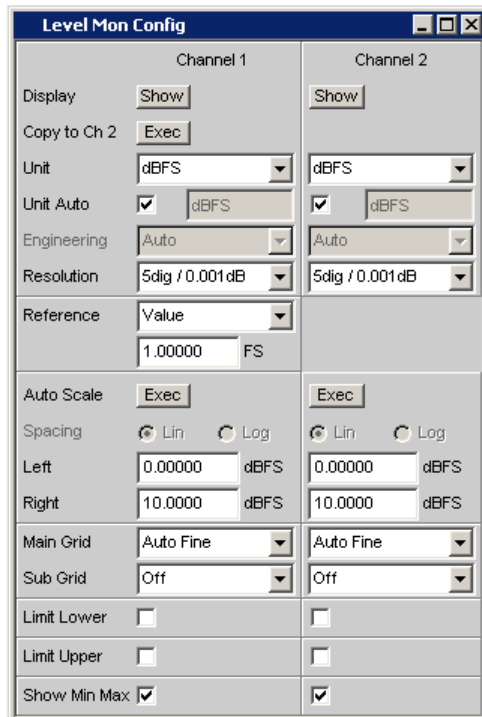 Level Mon Config
Channel 1 Channel 2
Display Show Show
Copy to Ch 2 Exec
Unit dBFS dBFS
Unit Auto dBFS dBFS
Engineering Auto Auto
Resolution 5dig / 0.001dB 5dig / 0.001dB
Reference Value
1.00000 FS
Auto Scale Exec Exec
Spacing Lin Log Lin Log
Left 0.00000 dBFS 0.00000 dBFS
Right 10.0000 dBFS 10.0000 dBFS
Main Grid Auto Fine Auto Fine
Sub Grid Off Off
Limit Lower
Limit Upper
Show Min Max